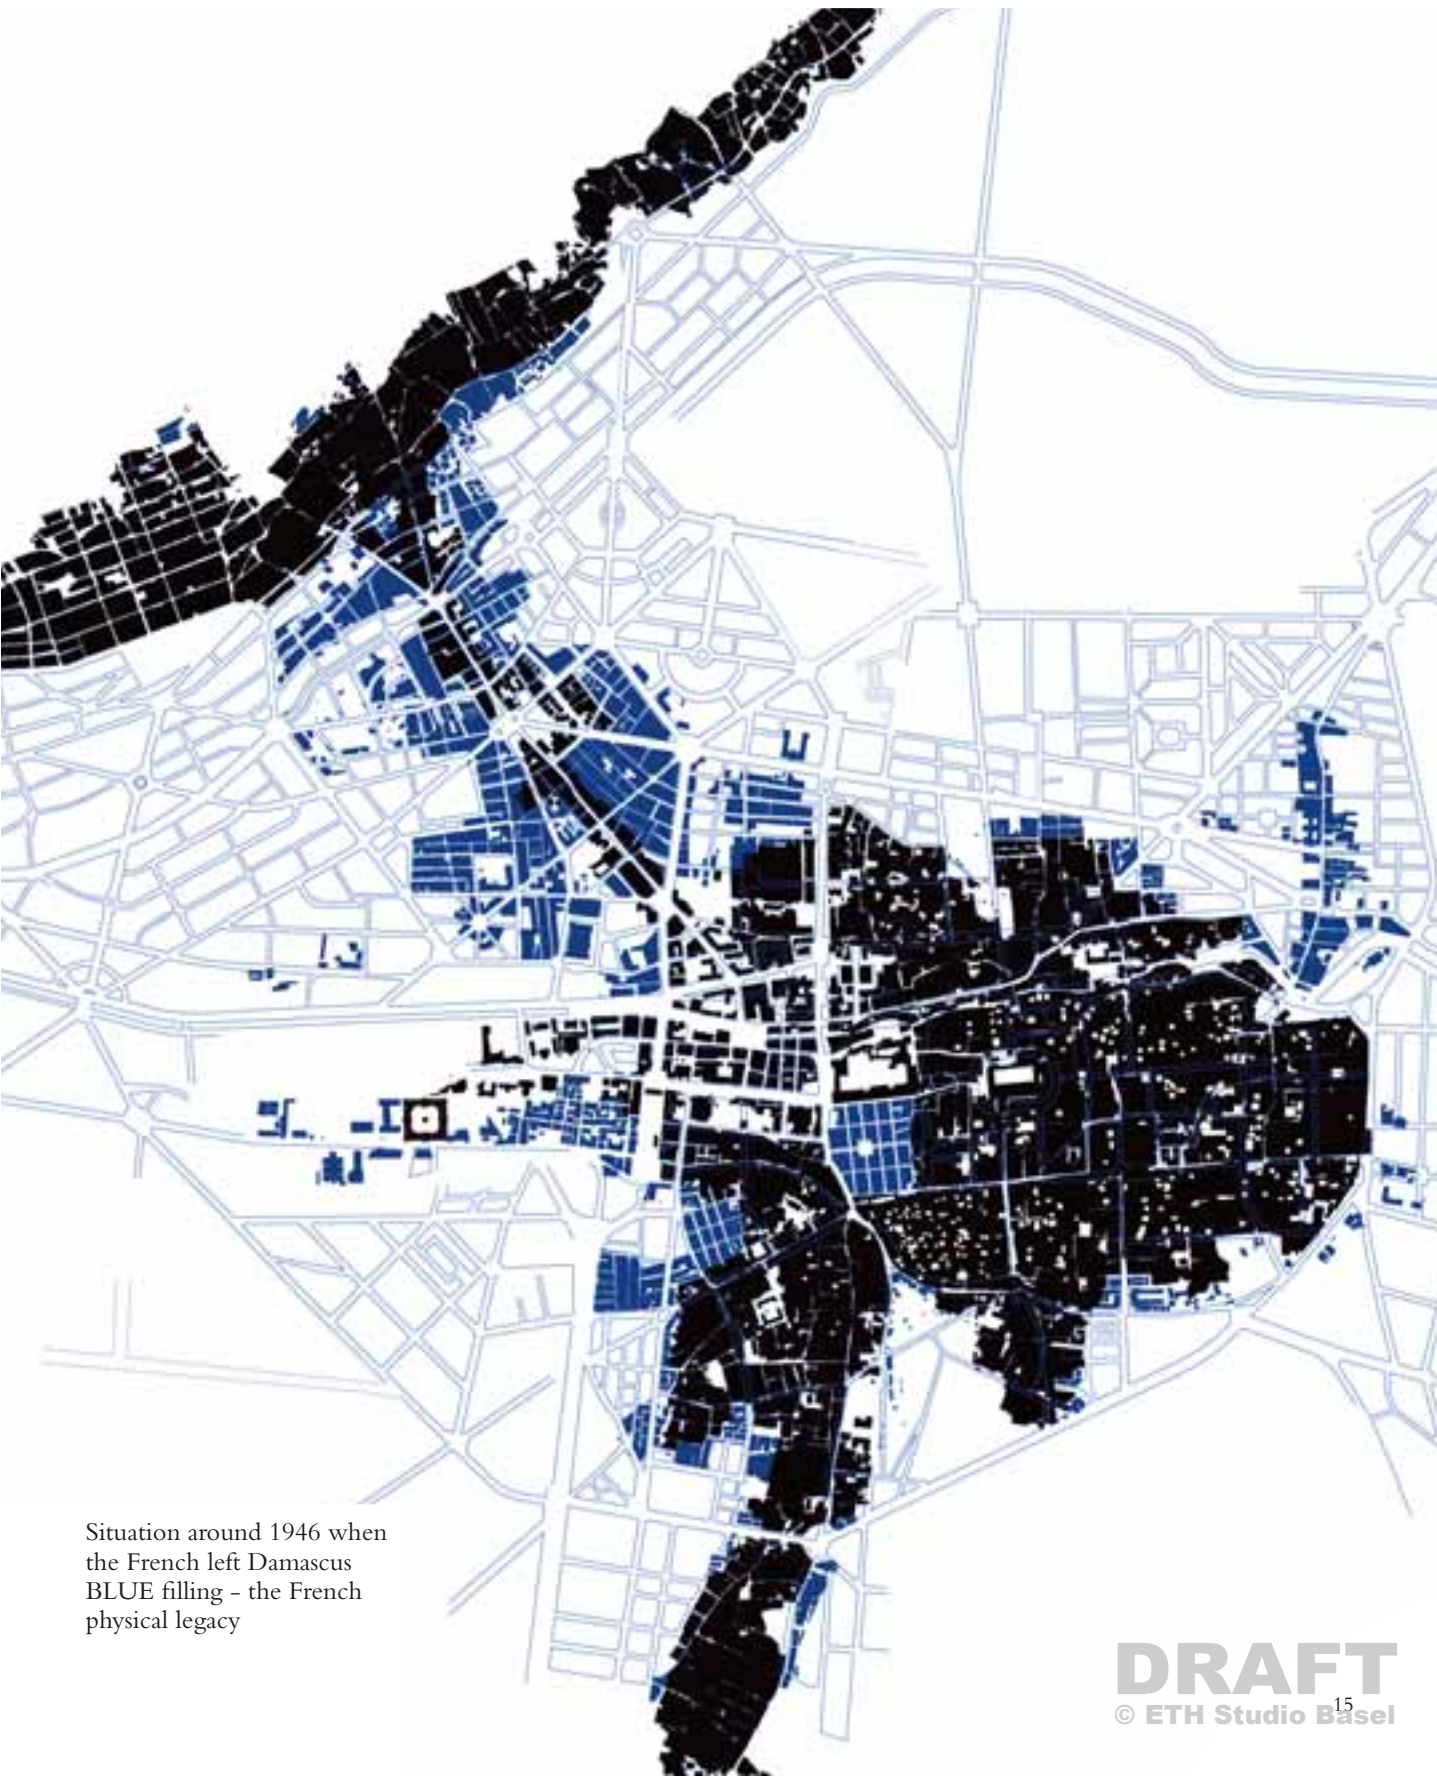 Situation around 1946 when
the French left Damascus
BLUE filling – the French
physical legacy
DRAFT
15
© ETH Studio Basel